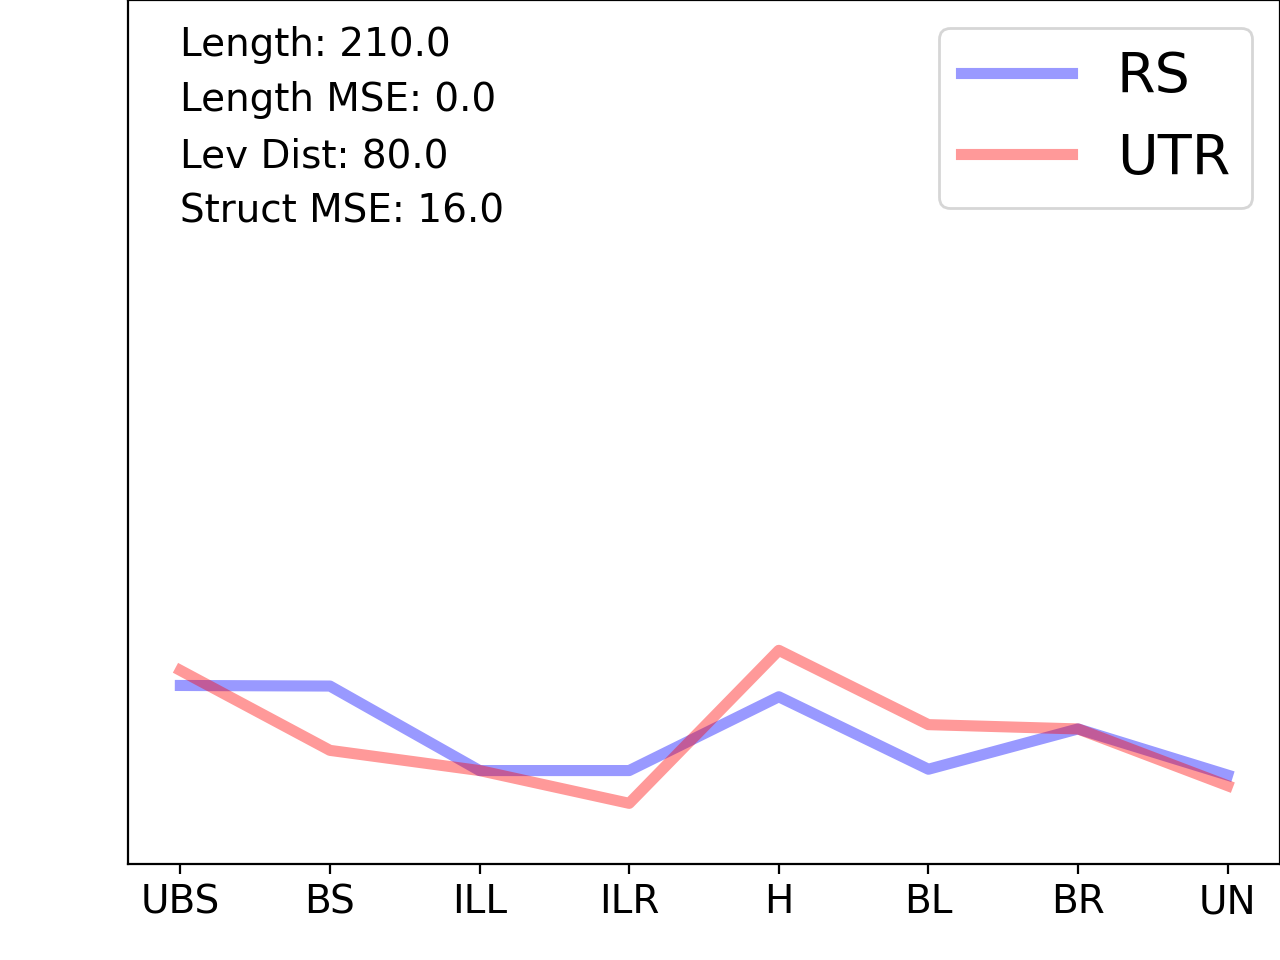 Length: 210.0
Length MSE: 0.0
Lev Dist: 80.0
Struct MSE: 16.0
RS
UTR
UBS BS ILL ILR H BL BR UN